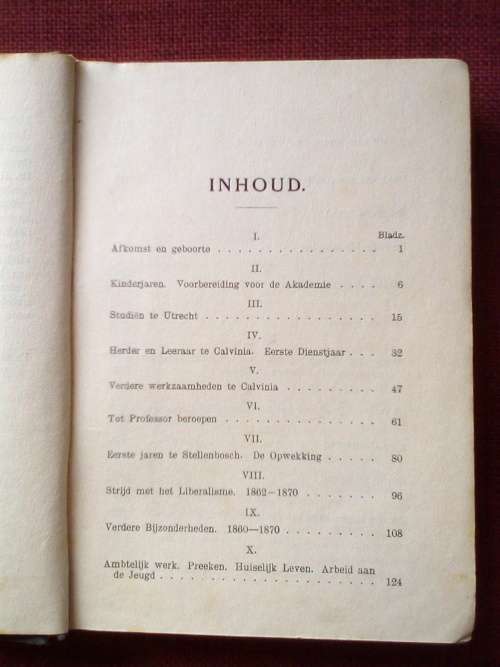 INHOUD.
Bladz.
I.
Afkomst en geboorte . . . . . . . . . . . . . . . . 1
II.
Kinderjaren. Voorbereiding voor de Akademie . . . . 6
III.
Studiën te Utrecht . . . . . . . . . . . . . . . . . 15
IV.
Herder en Leeraar te Calvinia. Eerste Dienstjaar . . . 32
V.
Verdere werkzaamheden te Calvinia . . . . . . . . . 47
VI.
Tot Professor beroepen . . . . . . . . . . . . . . . 61
VII.
Eerste jaren te Stellenbosch. De Opwekking . . . . . 80
VIII.
Strijd met het Liberalisme. 1862–1870 . . . . . . . 96
IX.
Verdere Bijzonderheden. 1860—1870 . . . . . . . . . 108
X.
Ambtelijk werk. Preeken. Huiselijk Leven. Arbeid aan
de Jeugd . . . . . . . . . . . . . . . . . . . . . 124